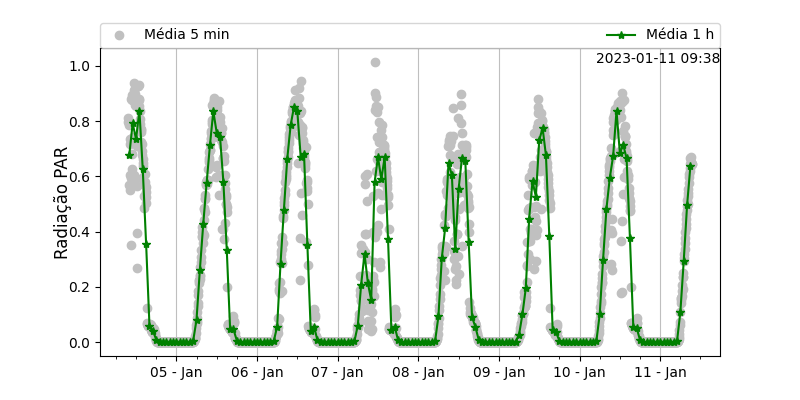 Média 5 min
Média 1 h
2023-01-11 09:38
Radiação PAR
1.0
0.8
0.6
0.4
0.2
0.0
05 - Jan
06 - Jan
07 - Jan
08 - Jan
09 - Jan
10 - Jan
11 - Jan